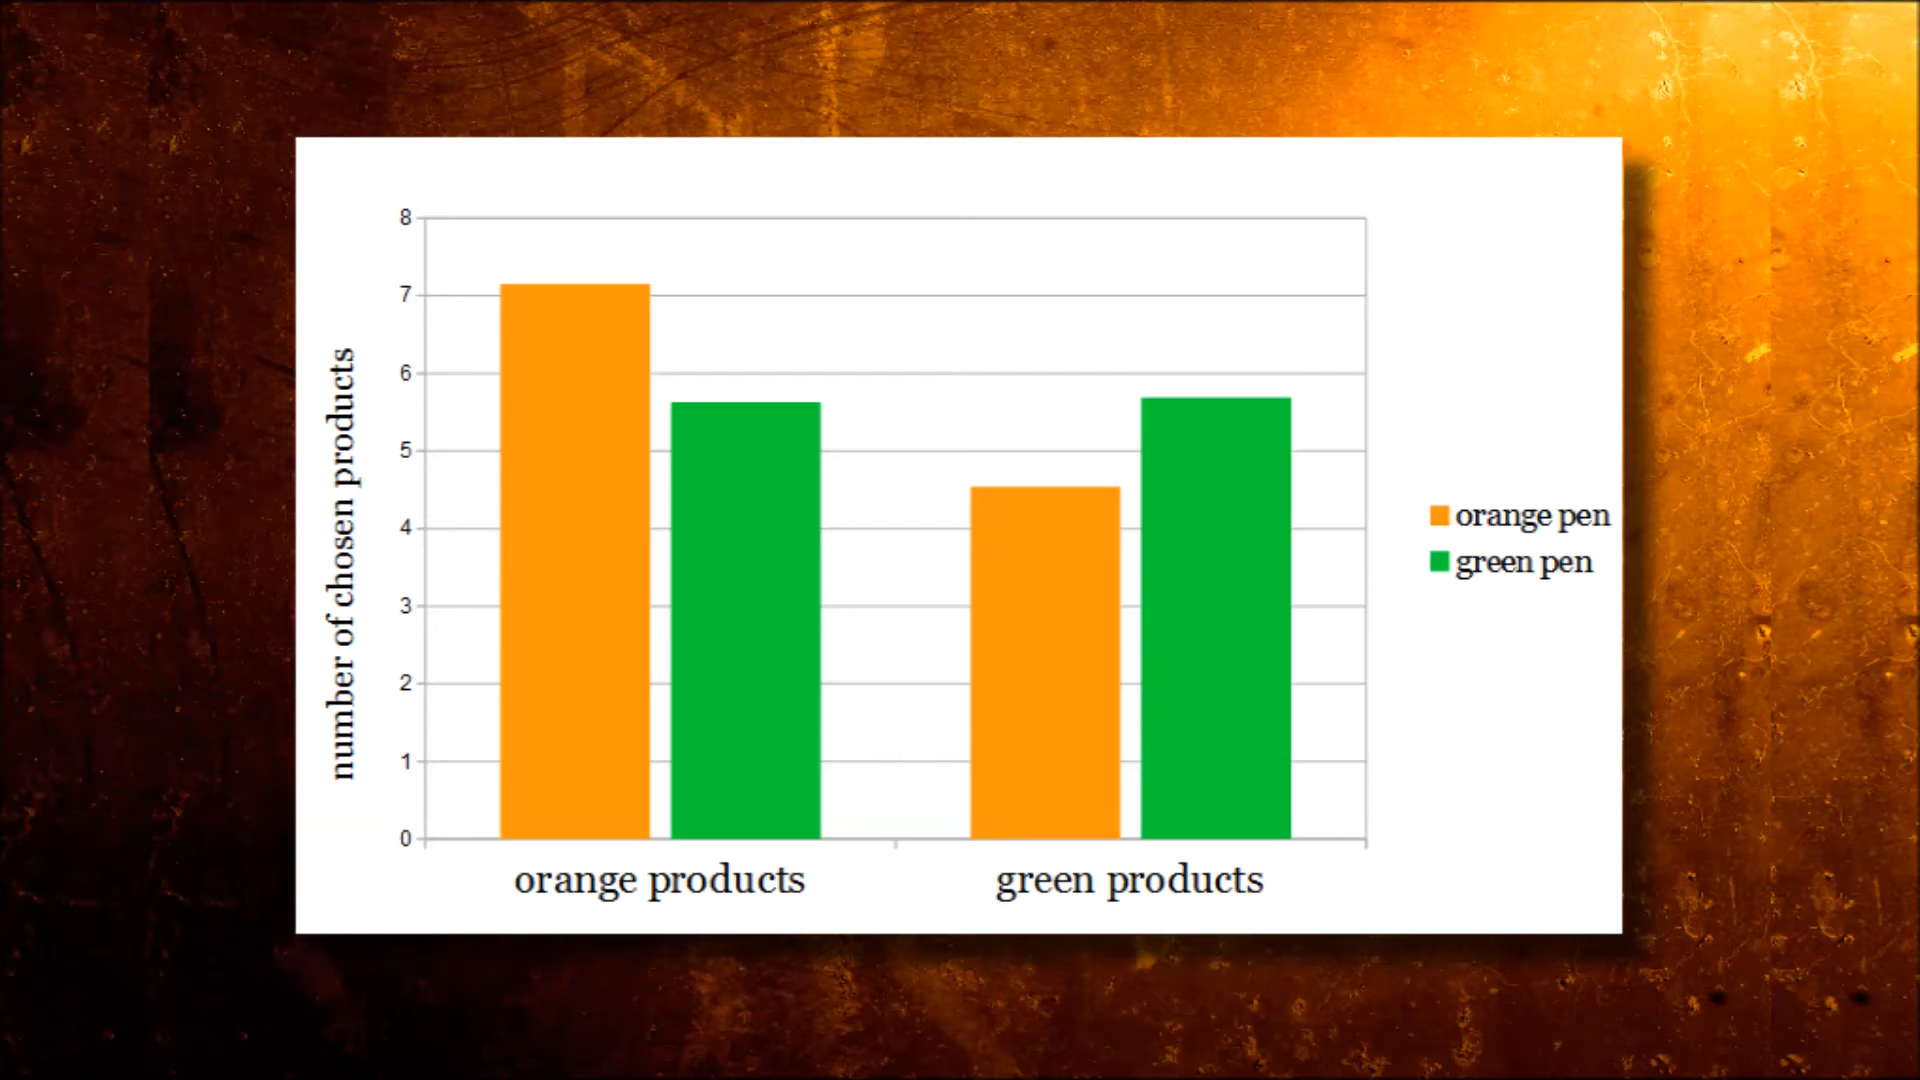 number of chosen products
8
7
6
5
4
3
2
1
0
orange products
green products
orange pen
green pen